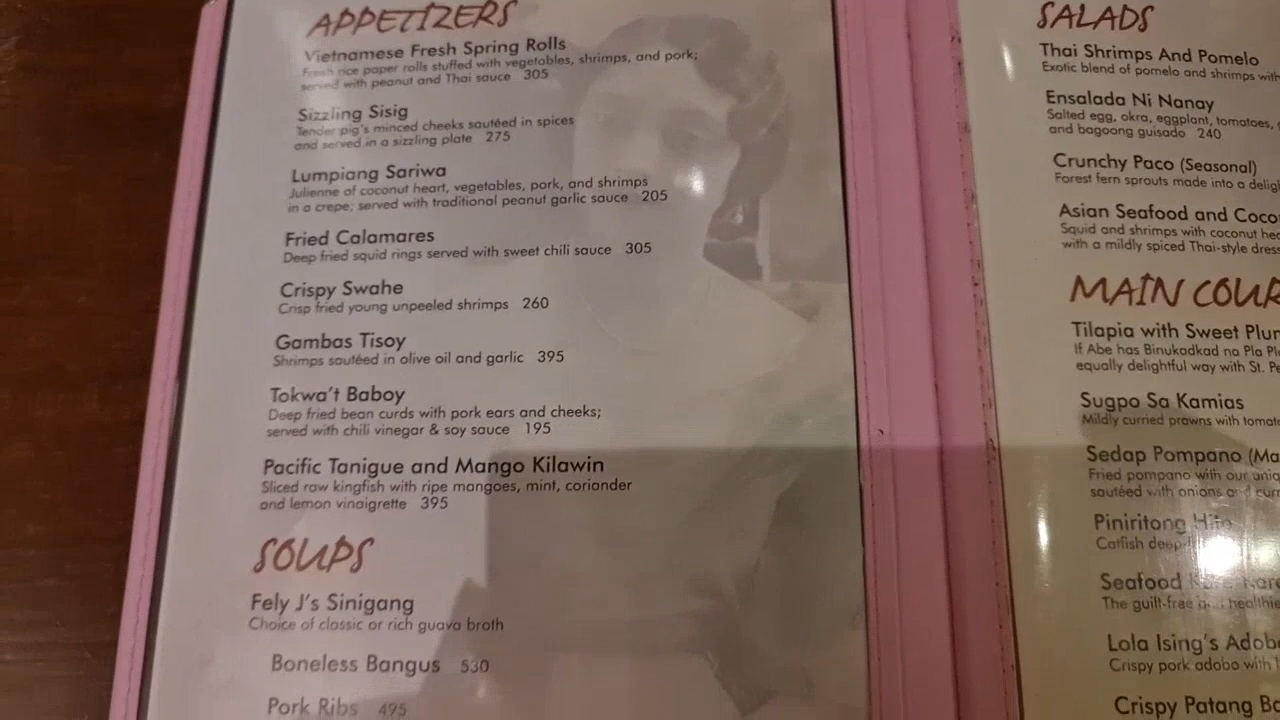 APPETIZERS
Vietnamese Fresh Spring Rolls
Fresh rice paper rolls stuffed with vegetables, shrimps, and pork;
served with peanut and Thai sauce 305
Sizzling Sisig
Tender pig's minced cheeks sautéed in spices
and served in a sizzling plate 275
Lumpiang Sariwa
Julienne of coconut heart, vegetables, pork, and shrimps
in a crepe; served with traditional peanut garlic sauce 205
Fried Calamares
Deep fried squid rings served with sweet chili sauce 305
Crispy Swahe
Crisp fried young unpeeled shrimps 260
Gambas Tisoy
Shrimps sautéed in olive oil and garlic 395
Tokwa't Baboy
Deep fried bean curds with pork ears and cheeks;
served with chili vinegar & soy sauce 195
Pacific Tanigue and Mango Kilawin
Sliced raw kingfish with ripe mangoes, mint, coriander
and lemon vinaigrette 395
SOUPS
Fely J's Sinigang
Choice of classic or rich guava broth
Boneless Bangus 530
Pork Ribs 495
SALADS
Thai Shrimps And Pomelo
Exotic blend of pomelo and shrimps with
Ensalada Ni Nanay
Salted egg, okra, eggplant, tomatoes,
and bagoong guisado 240
Crunchy Paco (Seasonal)
Forest fern sprouts made into a
Asian Seafood and
Squid and shrimps with coconut
with a mildly spiced Thai-style
MAIN
Tilapia with Sweet
If Abe has Binukadkad na Pla
equally delightful way with St.
Sugpo Sa Kamias
Mildly curried prawns with
Sedap Pompano
Fried pompano with our
sautéed with onions and
Piniritong Hito
Catfish
Seafood
The guilt-free
Lola Ising's
Crispy pork adobo with
Crispy Patang